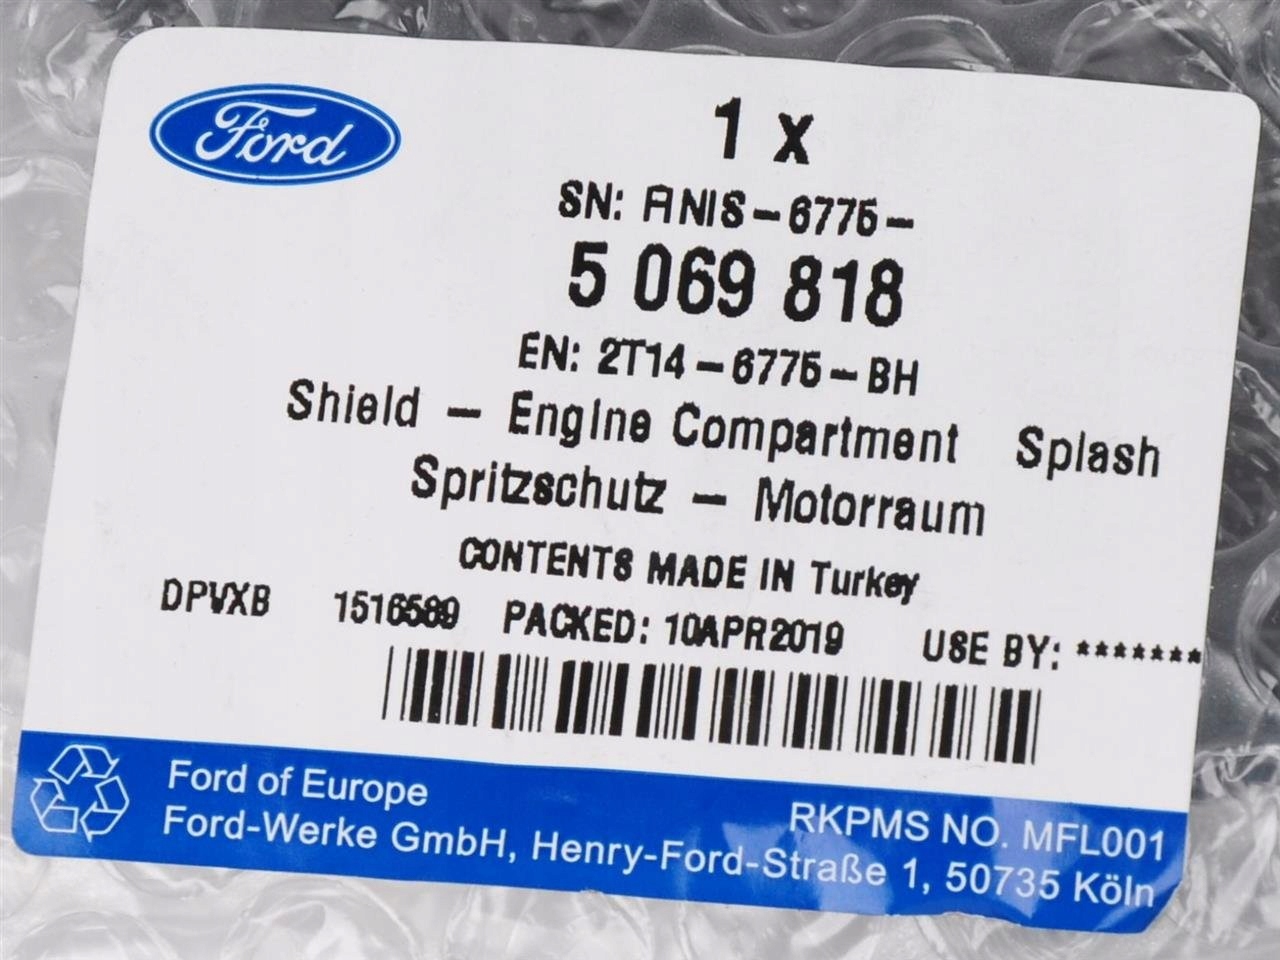 Ford
1 x
SN: ANIS-6775-
5 069 818
EN: 2T14-6775-BH
Shield - Engine Compartment Splash
Spritzschutz - Motorraum
CONTENTS MADE IN Turkey
DPVXB 1516589 PACKED: 10APR2019 USE BY: *******
Ford of Europe
RKPMS NO. MFL001
Ford-Werke GmbH, Henry-Ford-Straße 1, 50735 Köln